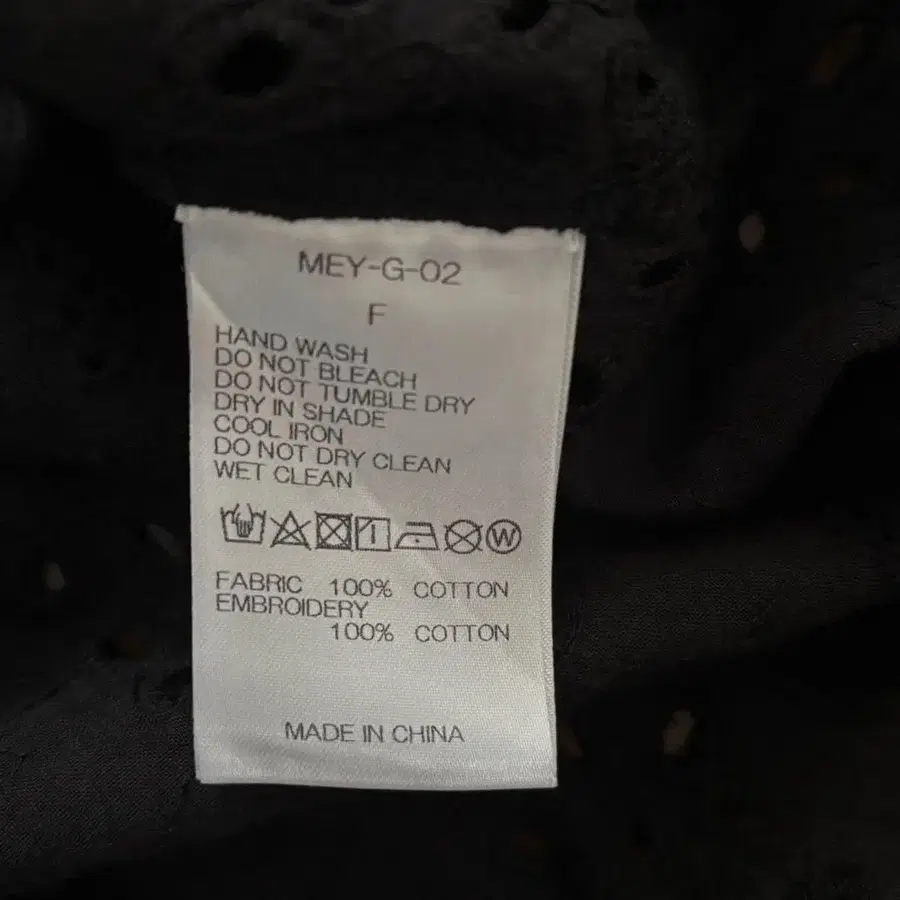 MEY-G-02
F
HAND WASH
DO NOT BLEACH
DO NOT TUMBLE DRY
DRY IN SHADE
COOL IRON
DO NOT DRY CLEAN
WET CLEAN
W
FABRIC 100% COTTON
EMBROIDERY
100% COTTON
MADE IN CHINA